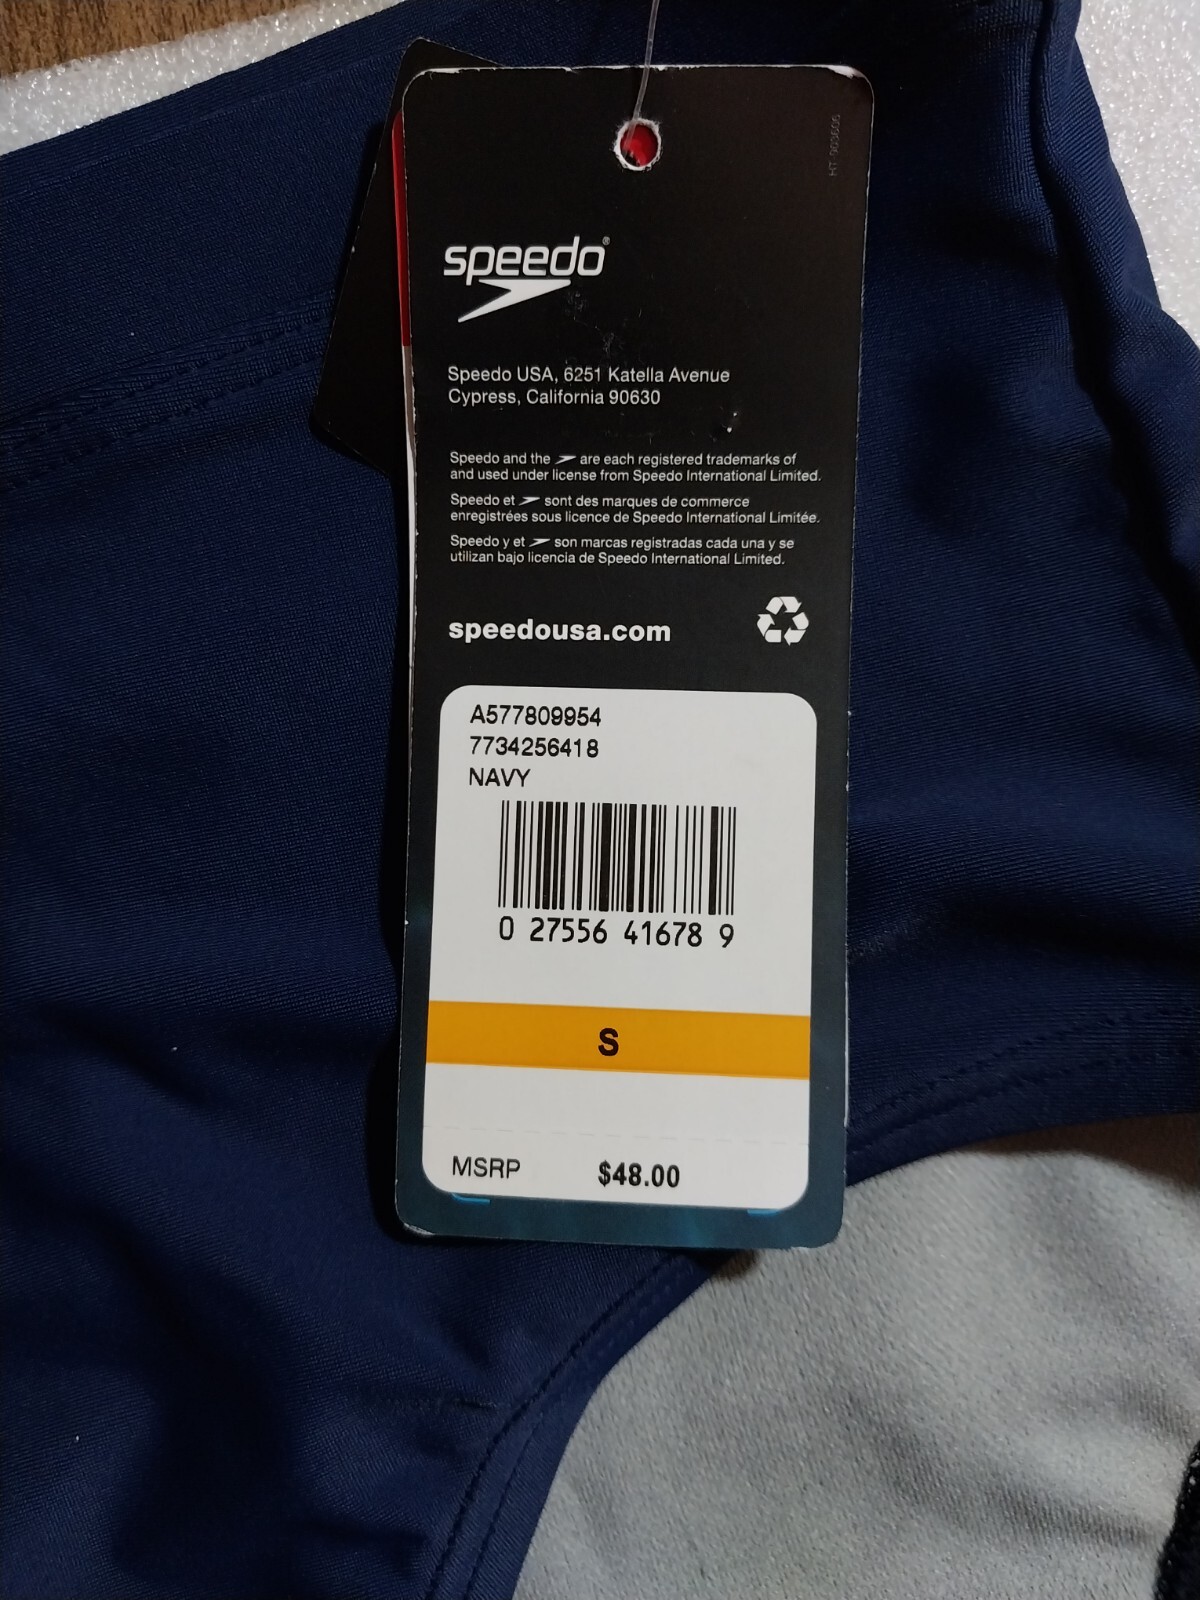 HT-963606
speedo®
Speedo USA, 6251 Katella Avenue
Cypress, California 90630
Speedo and the are each registered trademarks of
and used under license from Speedo International Limited.
Speedo et sont des marques de commerce
enregistrées sous licence de Speedo International Limitée.
Speedo y et son marcas registradas cada una y se
utilizan bajo licencia de Speedo International Limited.
speedousa.com
A577809954
7734256418
NAVY
0 27556 41678 9
S
MSRP $48.00